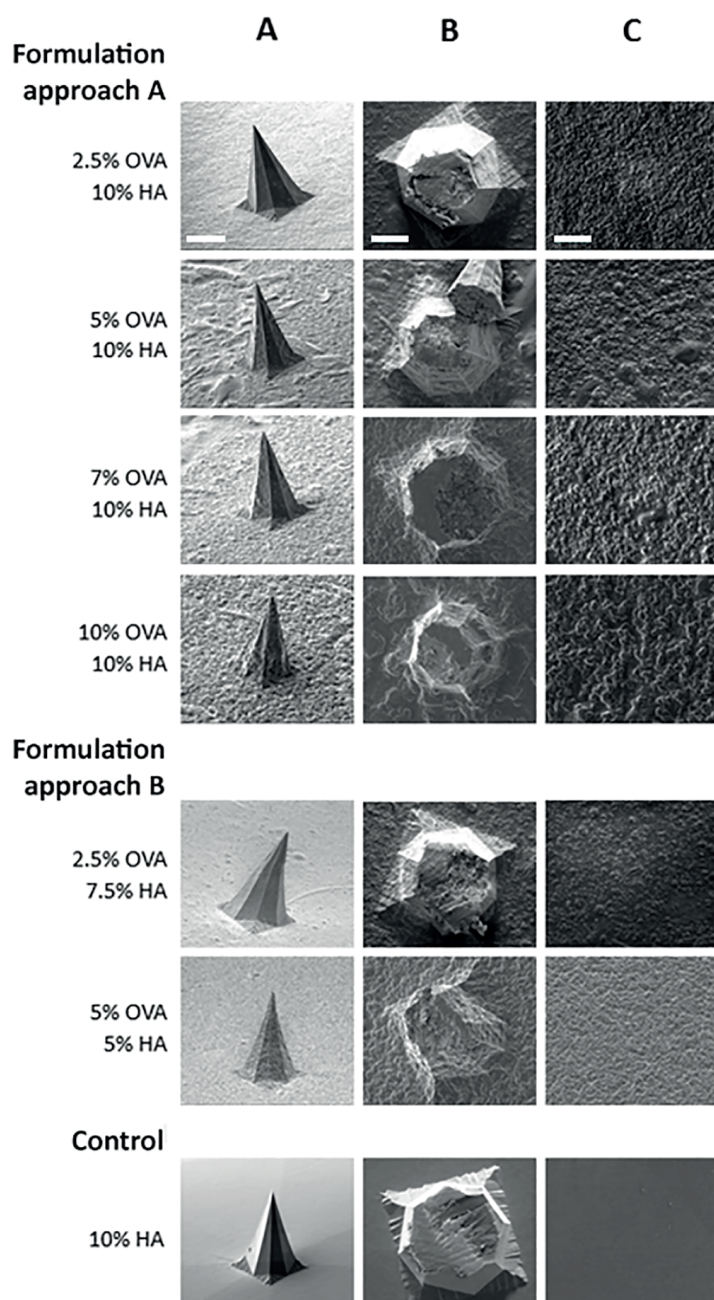 A B C
Formulation
approach A
2.5% OVA
10% HA
5% OVA
10% HA
7% OVA
10% HA
10% OVA
10% HA
Formulation
approach B
2.5% OVA
7.5% HA
5% OVA
5% HA
Control
10% HA